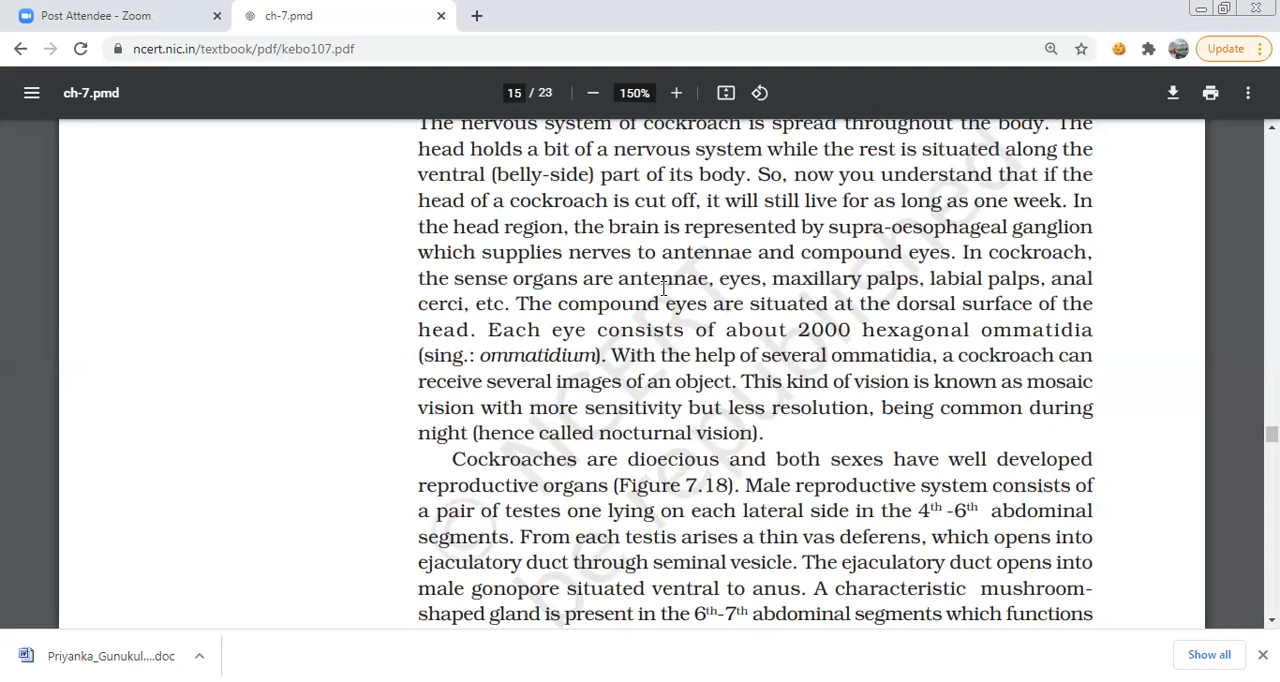 Post Attendee - Zoom
ch-7.pmd
ncert.nic.in/textbook/pdf/kebo107.pdf
Update
ch-7.pmd
15 / 23
150%
The nervous system of cockroach is spread throughout the body. The
head holds a bit of a nervous system while the rest is situated along the
ventral (belly-side) part of its body. So, now you understand that if the
head of a cockroach is cut off, it will still live for as long as one week. In
the head region, the brain is represented by supra-oesophageal ganglion
which supplies nerves to antennae and compound eyes. In cockroach,
the sense organs are antennae, eyes, maxillary palps, labial palps, anal
cerci, etc. The compound eyes are situated at the dorsal surface of the
head. Each eye consists of about 2000 hexagonal ommatidia
(sing.: ommatidium). With the help of several ommatidia, a cockroach can
receive several images of an object. This kind of vision is known as mosaic
vision with more sensitivity but less resolution, being common during
night (hence called nocturnal vision).
Cockroaches are dioecious and both sexes have well developed
reproductive organs (Figure 7.18). Male reproductive system consists of
a pair of testes one lying on each lateral side in the 4th -6th abdominal
segments. From each testis arises a thin vas deferens, which opens into
ejaculatory duct through seminal vesicle. The ejaculatory duct opens into
male gonopore situated ventral to anus. A characteristic mushroom-
shaped gland is present in the 6th-7th abdominal segments which functions
© NCERT
be republished
Priyanka_Gunukul....doc
Show all